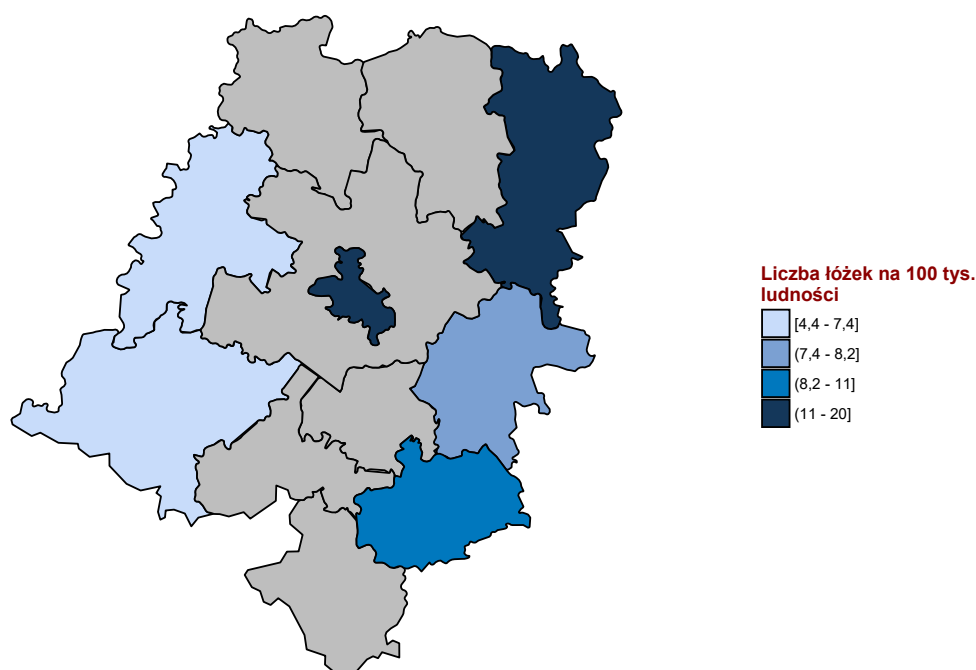 Liczba łóżek na 100 tys.
ludności
[4,4 - 7,4]
(7,4 - 8,2]
(8,2 - 11]
(11 - 20]